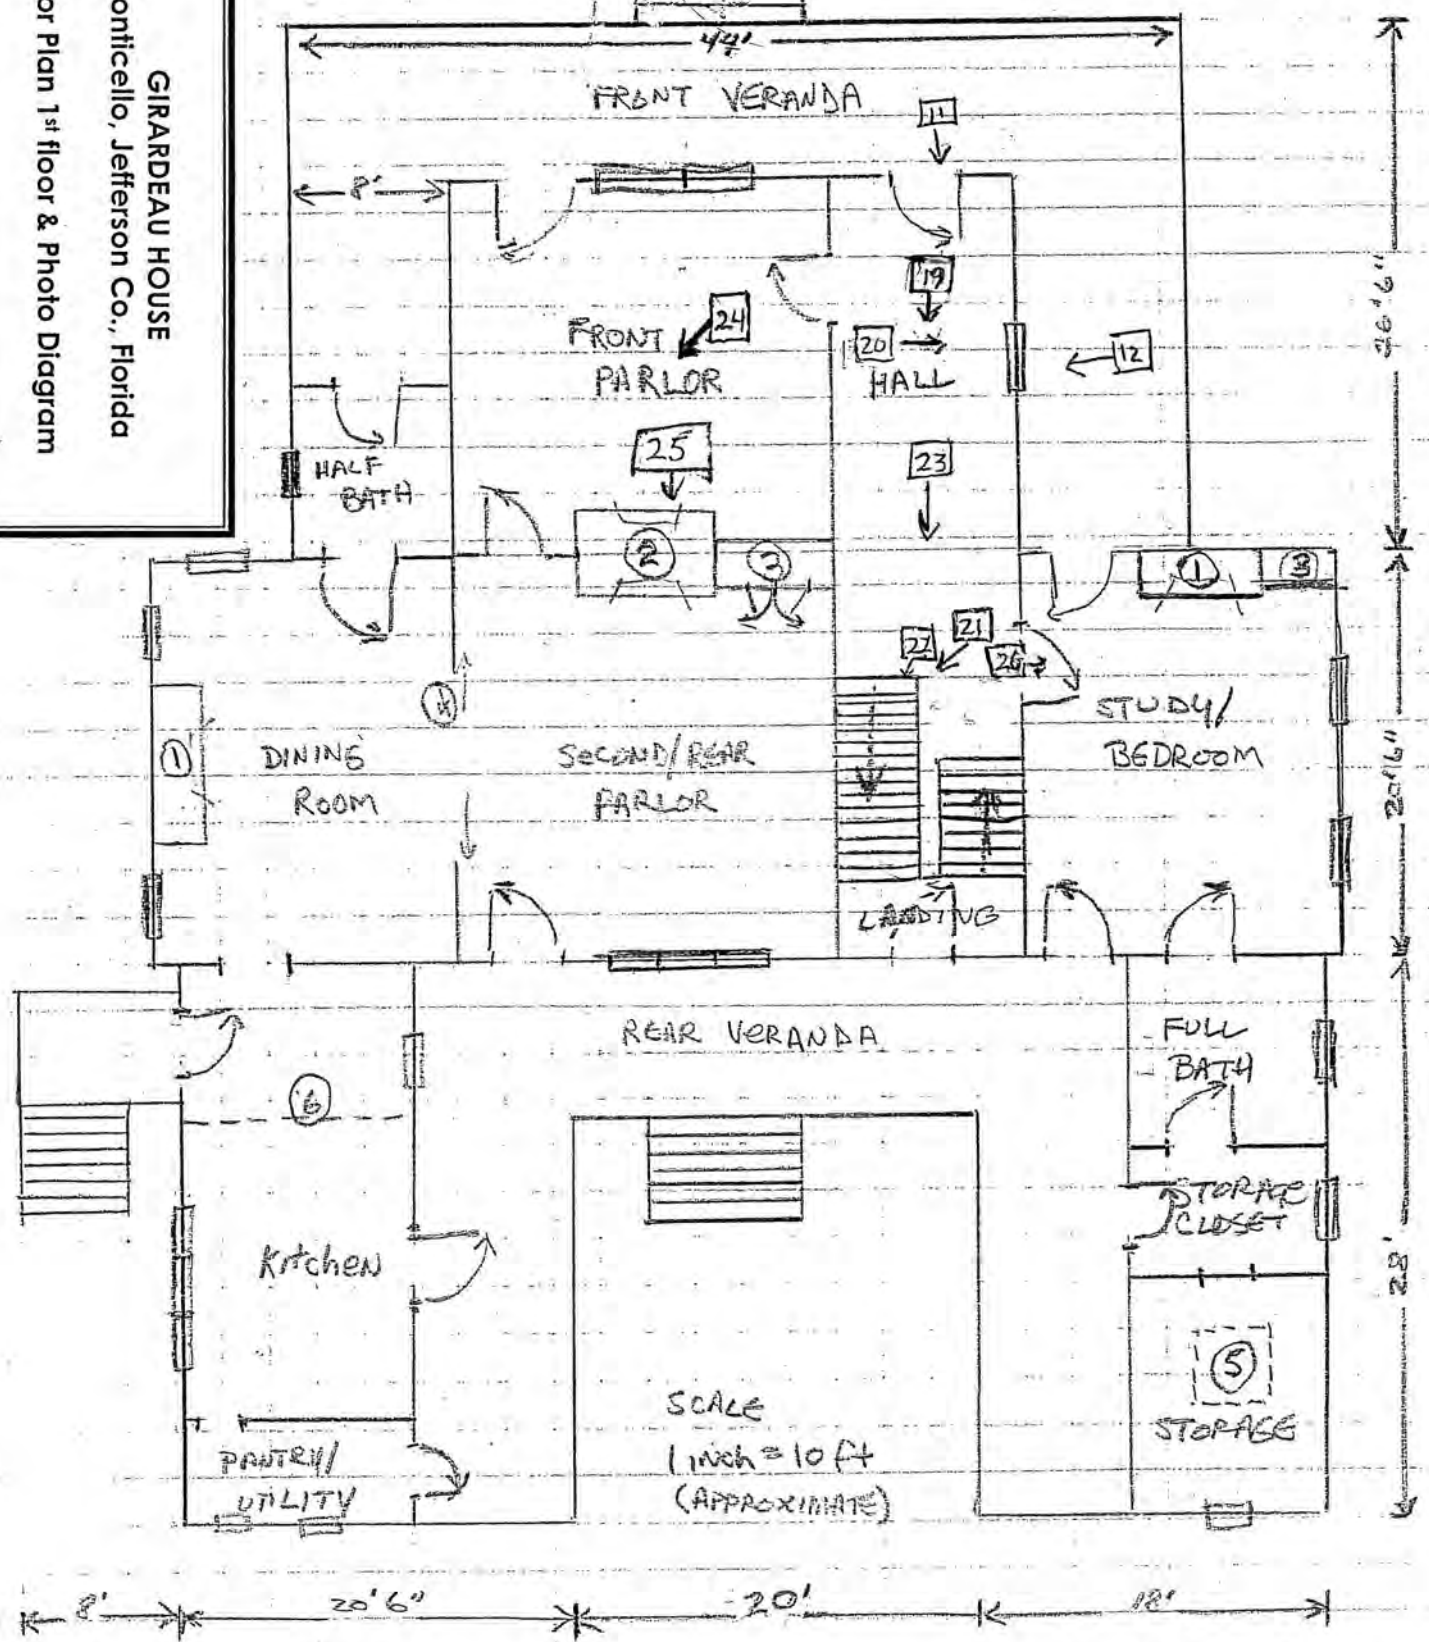 GIRARDEAU HOUSE
onticello, Jefferson Co., Florida
or Plan 1st floor & Photo Diagram
44'
FRONT VERANDA
11
8'
19
26'6"
24
FRONT
PARLOR
20
HALL
12
25
23
HALF
BATH
2
3
1
3
22
21
26
4
STUDY/
BEDROOM
1
DINING
ROOM
SECOND/REAR
PARLOR
20'6"
LANDING
REAR VERANDA
FULL
BATH
6
STORAGE
CLOSET
Kitchen
28'
5
STORAGE
SCALE
1 inch = 10 ft
(APPROXIMATE)
PANTRY/
UTILITY
8'
20'6"
20'
18'